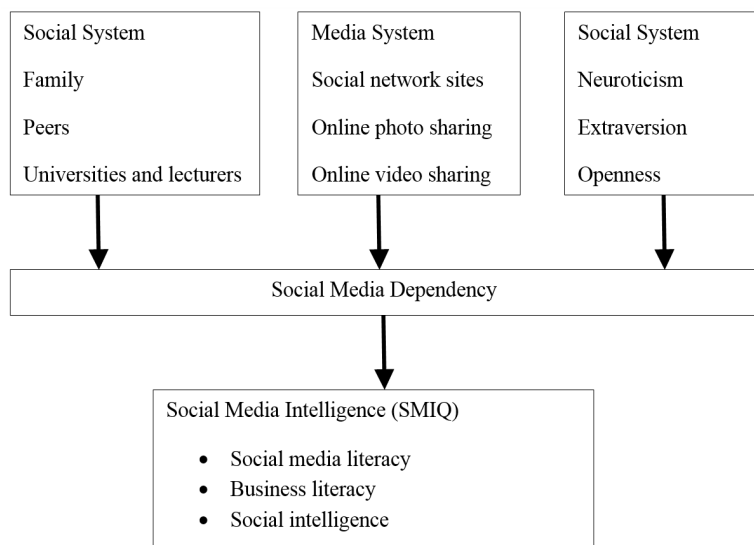 Social System
Family
Peers
Universities and lecturers
Media System
Social network sites
Online photo sharing
Online video sharing
Social System
Neuroticism
Extraversion
Openness
Social Media Dependency
Social Media Intelligence (SMIQ)
• Social media literacy
• Business literacy
• Social intelligence